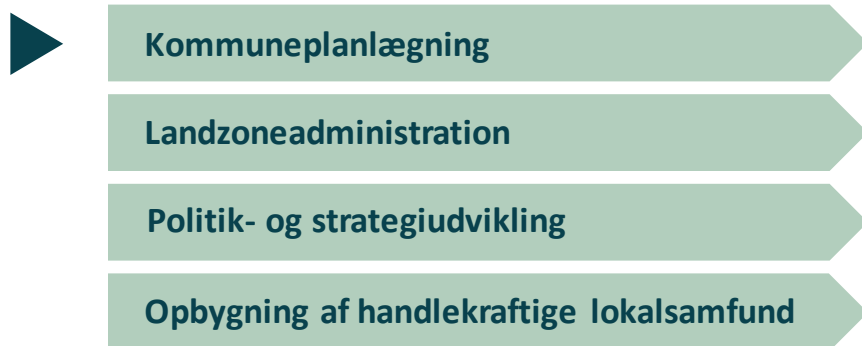 Kommuneplanlægning
Landzoneadministration
Politik- og strategiudvikling
Opbygning af handlekraftige lokalsamfund